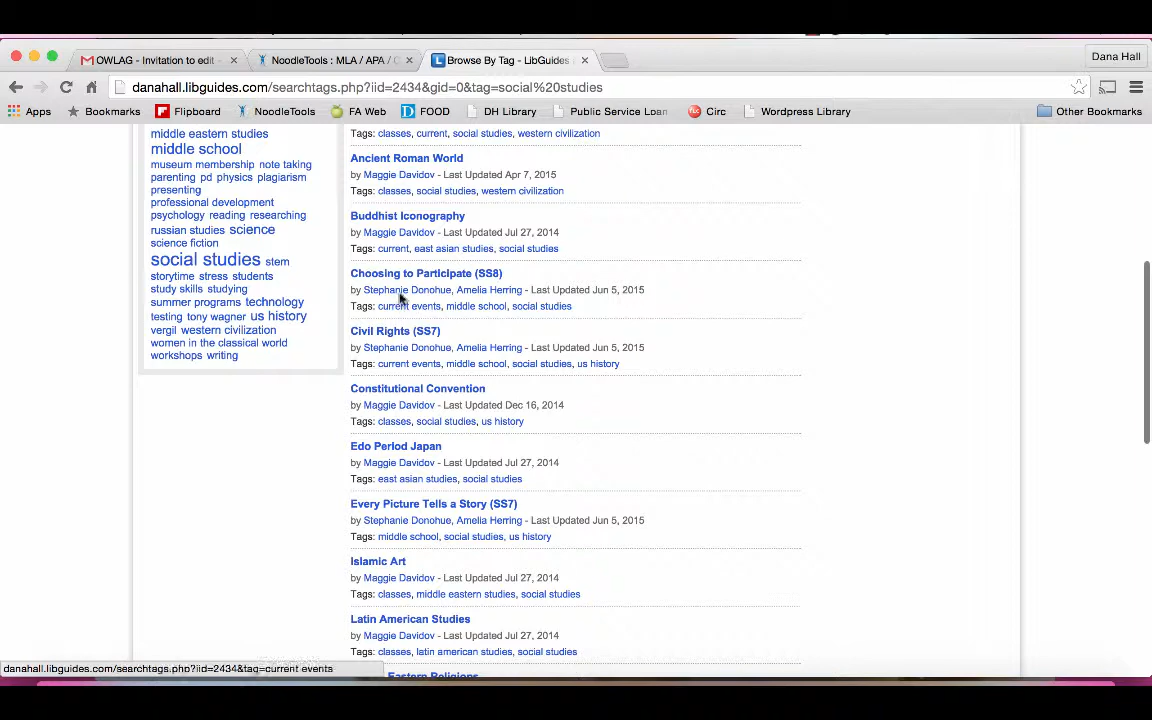 OWLAG - Invitation to edit -
NoodleTools : MLA / APA / C
Browse By Tag - LibGuides
Dana Hall
danahall.libguides.com/searchtags.php?iid=2434&gid=0&tag=social%20studies
Apps Bookmarks Flipboard NoodleTools FA Web FOOD DH Library Public Service Loan Circ Wordpress Library Other Bookmarks
middle eastern studies
middle school
museum membership note taking
parenting pd physics plagiarism
presenting
professional development
psychology reading researching
russian studies science
science fiction
social studies stem
storytime stress students
study skills studying
summer programs technology
testing tony wagner us history
vergil western civilization
women in the classical world
workshops writing
Tags: classes, current, social studies, western civilization
Ancient Roman World
by Maggie Davidov - Last Updated Apr 7, 2015
Tags: classes, social studies, western civilization
Buddhist Iconography
by Maggie Davidov - Last Updated Jul 27, 2014
Tags: current, east asian studies, social studies
Choosing to Participate (SS8)
by Stephanie Donohue, Amelia Herring - Last Updated Jun 5, 2015
Tags: current events, middle school, social studies
Civil Rights (SS7)
by Stephanie Donohue, Amelia Herring - Last Updated Jun 5, 2015
Tags: current events, middle school, social studies, us history
Constitutional Convention
by Maggie Davidov - Last Updated Dec 16, 2014
Tags: classes, social studies, us history
Edo Period Japan
by Maggie Davidov - Last Updated Jul 27, 2014
Tags: east asian studies, social studies
Every Picture Tells a Story (SS7)
by Stephanie Donohue, Amelia Herring - Last Updated Jun 5, 2015
Tags: middle school, social studies, us history
Islamic Art
by Maggie Davidov - Last Updated Jul 27, 2014
Tags: classes, middle eastern studies, social studies
Latin American Studies
by Maggie Davidov - Last Updated Jul 27, 2014
Tags: classes, latin american studies, social studies
Eastern Religions
danahall.libguides.com/searchtags.php?iid=2434&tag=current events